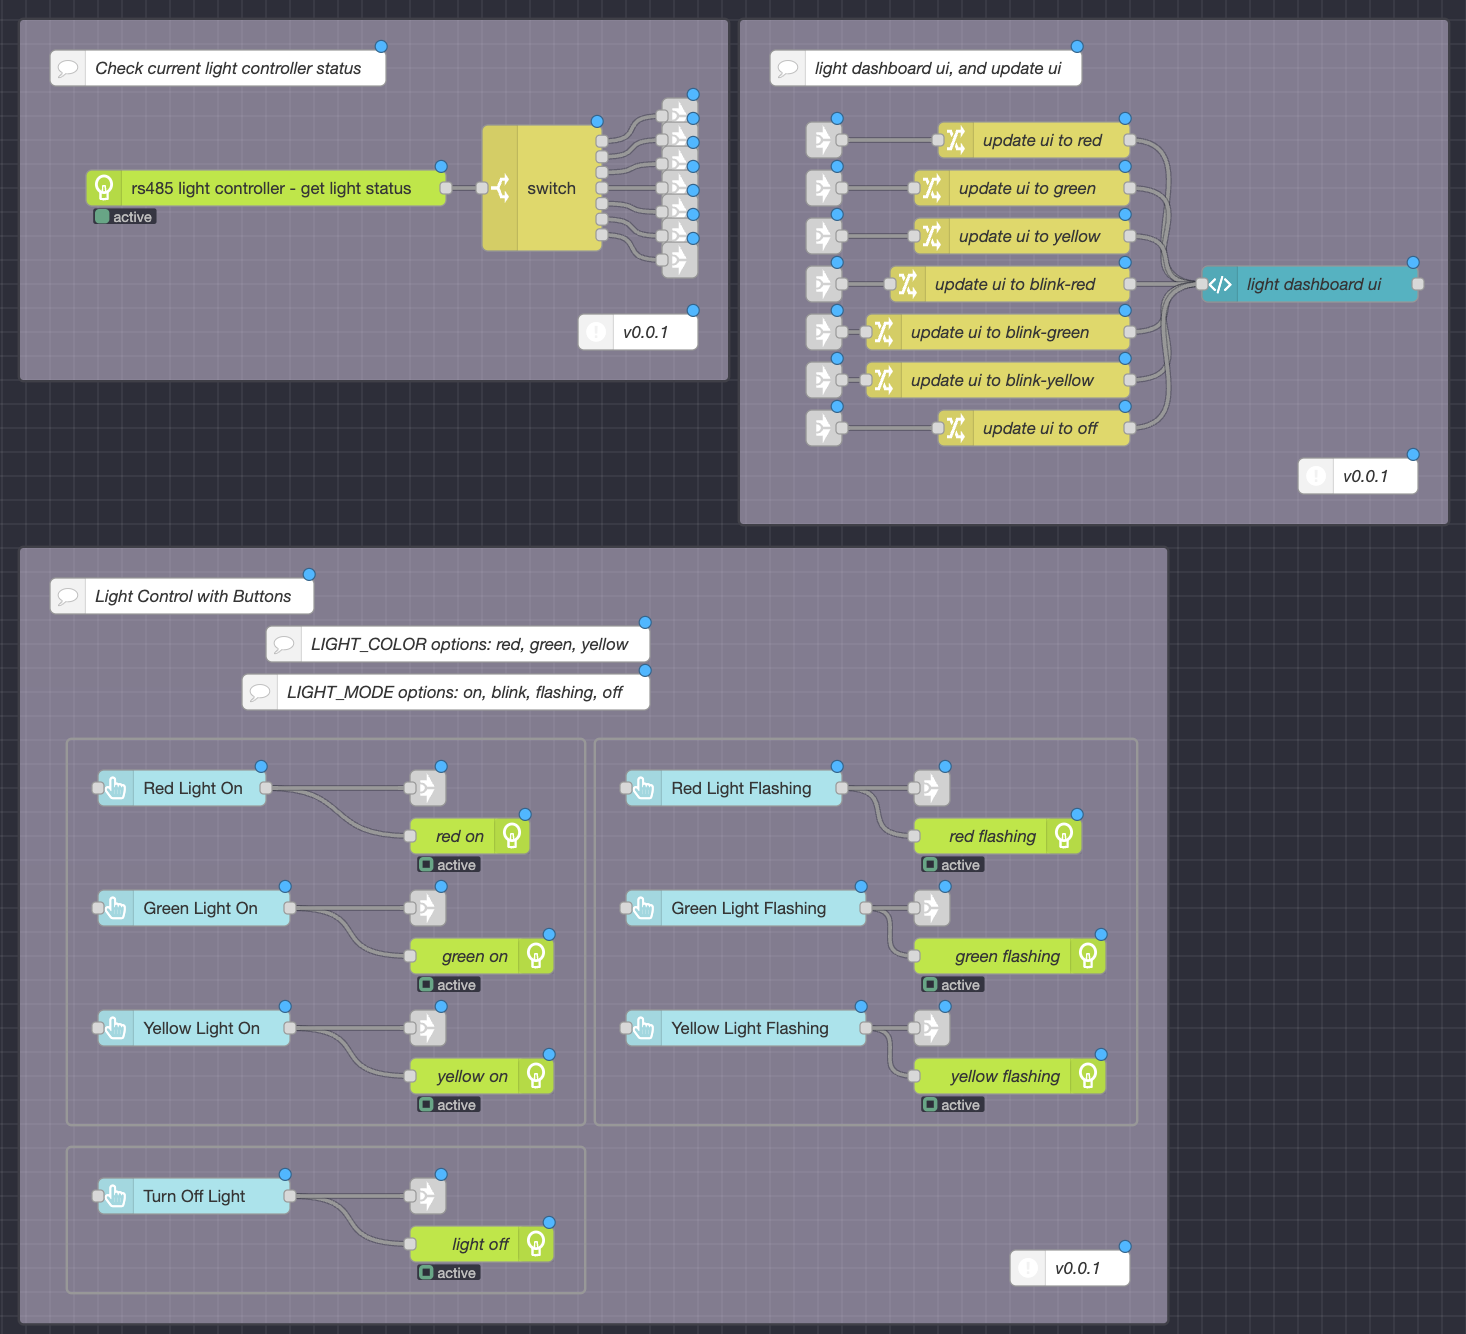 Check current light controller status
rs485 light controller - get light status
active
switch
v0.0.1
light dashboard ui, and update ui
update ui to red
update ui to green
update ui to yellow
update ui to blink-red
update ui to blink-green
update ui to blink-yellow
update ui to off
light dashboard ui
v0.0.1
Light Control with Buttons
LIGHT_COLOR options: red, green, yellow
LIGHT_MODE options: on, blink, flashing, off
Red Light On
red on
active
Green Light On
green on
active
Yellow Light On
yellow on
active
Red Light Flashing
red flashing
active
Green Light Flashing
green flashing
active
Yellow Light Flashing
yellow flashing
active
Turn Off Light
light off
active
v0.0.1